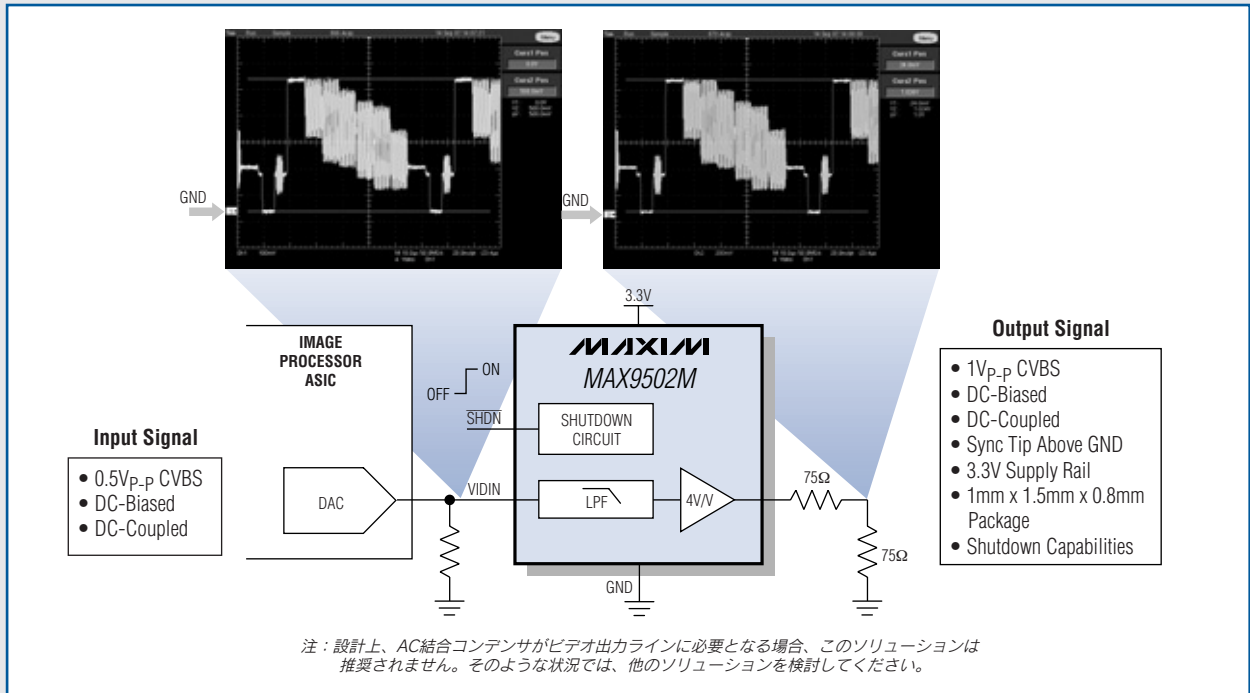 GND
GND
3.3V
IMAGE
PROCESSOR
ASIC
DAC
Input Signal
• 0.5VP-P CVBS
• DC-Biased
• DC-Coupled
OFF
ON
SHDN
VIDIN
MAXIM
MAX9502M
SHUTDOWN
CIRCUIT
LPF
4V/V
GND
75Ω
75Ω
Output Signal
• 1VP-P CVBS
• DC-Biased
• DC-Coupled
• Sync Tip Above GND
• 3.3V Supply Rail
• 1mm x 1.5mm x 0.8mm
Package
• Shutdown Capabilities
注：設計上、AC結合コンデンサがビデオ出力ラインに必要となる場合、このソリューションは
推奨されません。そのような状況では、他のソリューションを検討してください。